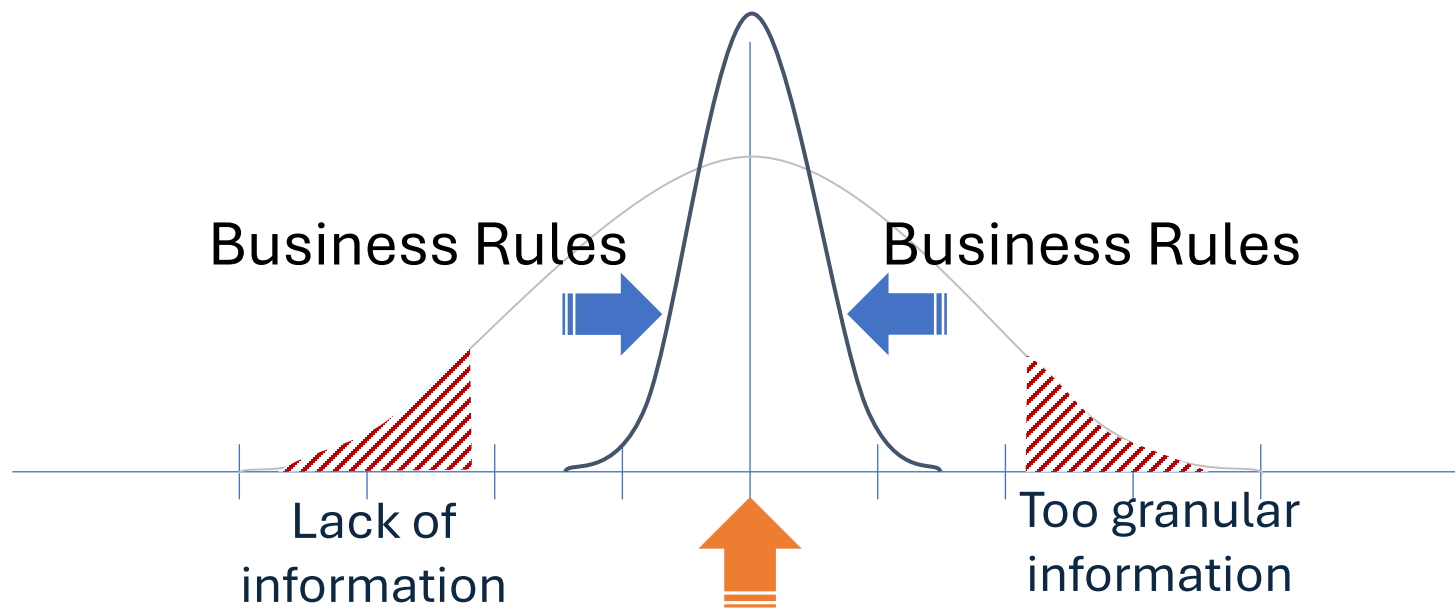 Business Rules
Business Rules
Lack of
information
Too granular
information